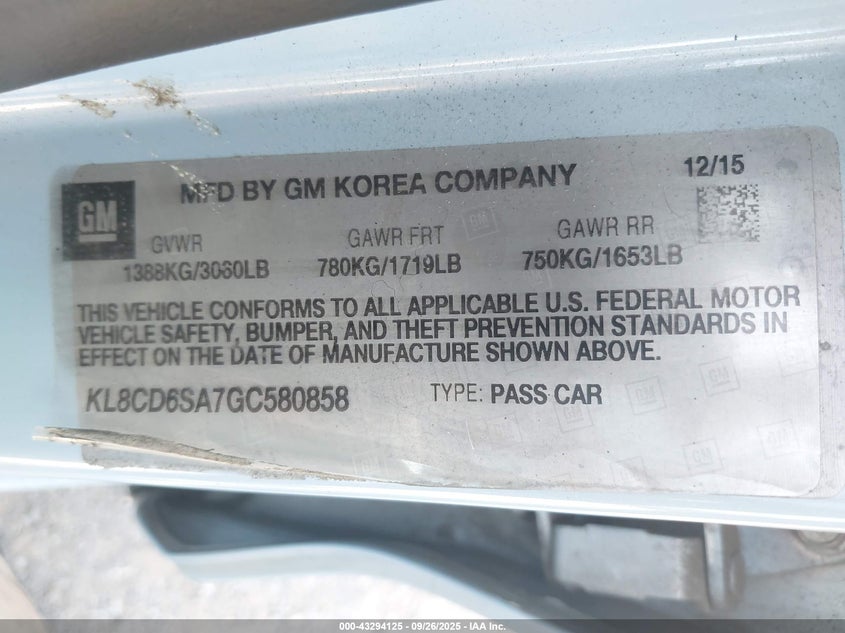 MFD BY GM KOREA COMPANY 12/15
GM
GVWR GAWR FRT GAWR RR
1388KG/3060LB 780KG/1719LB 750KG/1653LB
THIS VEHICLE CONFORMS TO ALL APPLICABLE U.S. FEDERAL MOTOR
VEHICLE SAFETY, BUMPER, AND THEFT PREVENTION STANDARDS IN
EFFECT ON THE DATE OF MANUFACTURE SHOWN ABOVE.
KL8CD6SA7GC580858 TYPE: PASS CAR
000-43294125 - 09/26/2025 - IAA Inc.